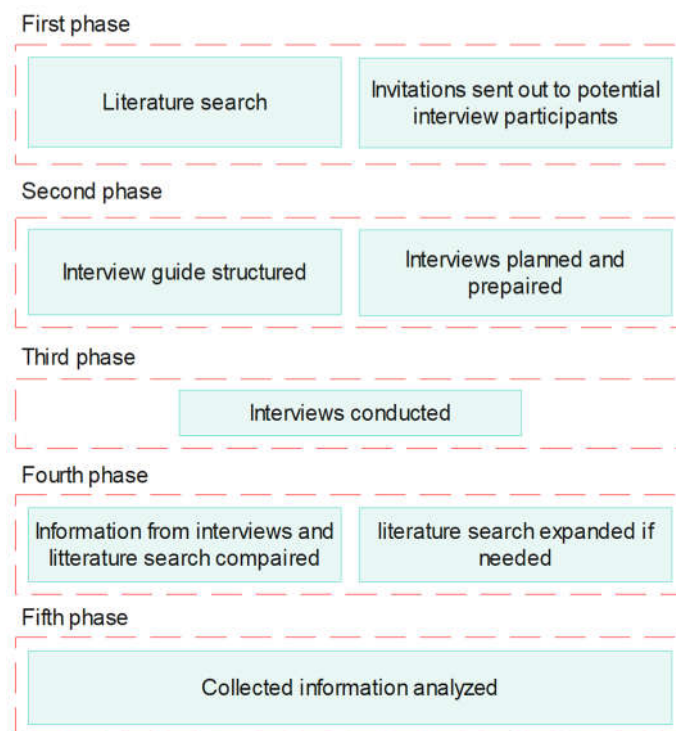 First phase
Literature search
Invitations sent out to potential
interview participants
Second phase
Interview guide structured
Interviews planned and
prepaired
Third phase
Interviews conducted
Fourth phase
Information from interviews and
litterature search compaired
literature search expanded if
needed
Fifth phase
Collected information analyzed